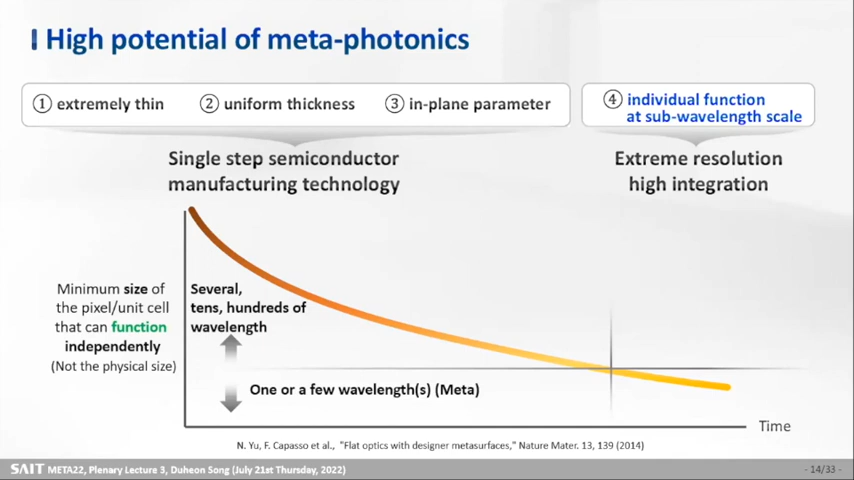 High potential of meta-photonics
① extremely thin
② uniform thickness
③ in-plane parameter
④ individual function
at sub-wavelength scale
Single step semiconductor
manufacturing technology
Extreme resolution
high integration
Minimum size of
the pixel/unit cell
that can function
independently
(Not the physical size)
Several,
tens, hundreds of
wavelength
One or a few wavelength(s) (Meta)
Time
N. Yu, F. Capasso et al., "Flat optics with designer metasurfaces," Nature Mater. 13, 139 (2014)
SAIT META22, Plenary Lecture 3, Duheon Song (July 21st Thursday, 2022)
- 14/33 -